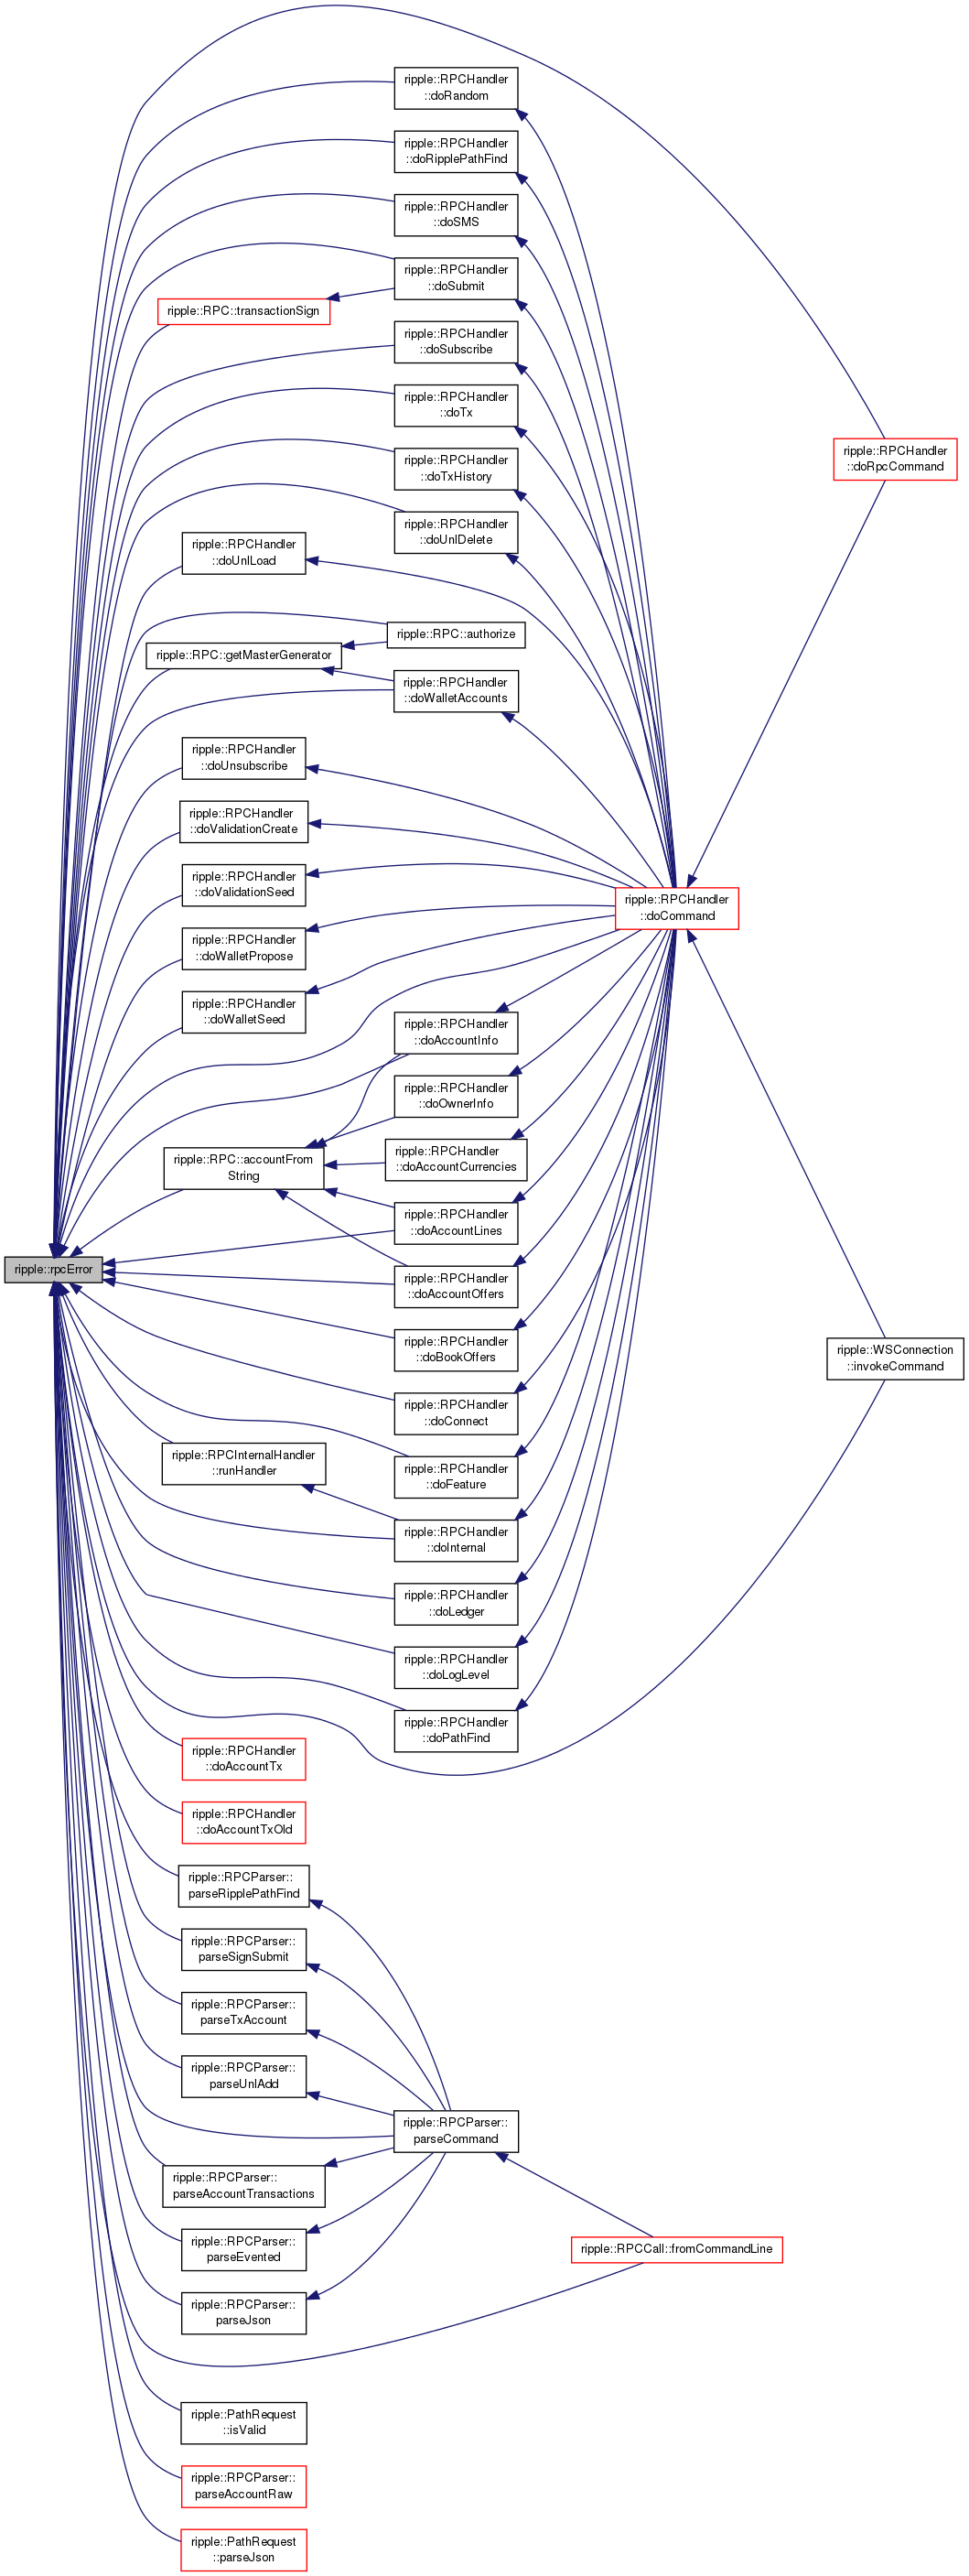 ripple::RPCHandler
::doRandom
ripple::RPCHandler
::doRipplePathFind
ripple::RPCHandler
::doSMS
ripple::RPCHandler
::doSubmit
ripple::RPC::transactionSign
ripple::RPCHandler
::doSubscribe
ripple::RPCHandler
::doTx
ripple::RPCHandler
::doRpcCommand
ripple::RPCHandler
::doTxHistory
ripple::RPCHandler
::doUnlDelete
ripple::RPCHandler
::doUnlLoad
ripple::RPC::authorize
ripple::RPC::getMasterGenerator
ripple::RPCHandler
::doWalletAccounts
ripple::RPCHandler
::doUnsubscribe
ripple::RPCHandler
::doValidationCreate
ripple::RPCHandler
::doValidationSeed
ripple::RPCHandler
::doCommand
ripple::RPCHandler
::doWalletPropose
ripple::RPCHandler
::doWalletSeed
ripple::RPCHandler
::doAccountInfo
ripple::RPCHandler
::doOwnerInfo
ripple::RPC::accountFrom
String
ripple::RPCHandler
::doAccountCurrencies
ripple::RPCHandler
::doAccountLines
ripple::rpcError
ripple::RPCHandler
::doAccountOffers
ripple::RPCHandler
::doBookOffers
ripple::WSConnection
::invokeCommand
ripple::RPCHandler
::doConnect
ripple::RPCInternalHandler
::runHandler
ripple::RPCHandler
::doFeature
ripple::RPCHandler
::doInternal
ripple::RPCHandler
::doLedger
ripple::RPCHandler
::doLogLevel
ripple::RPCHandler
::doPathFind
ripple::RPCHandler
::doAccountTx
ripple::RPCHandler
::doAccountTxOld
ripple::RPCParser::
parseRipplePathFind
ripple::RPCParser::
parseSignSubmit
ripple::RPCParser::
parseTxAccount
ripple::RPCParser::
parseUnlAdd
ripple::RPCParser::
parseCommand
ripple::RPCParser::
parseAccountTransactions
ripple::RPCParser::
parseEvented
ripple::RPCCall::fromCommandLine
ripple::RPCParser::
parseJson
ripple::PathRequest
::isValid
ripple::RPCParser::
parseAccountRaw
ripple::PathRequest
::parseJson